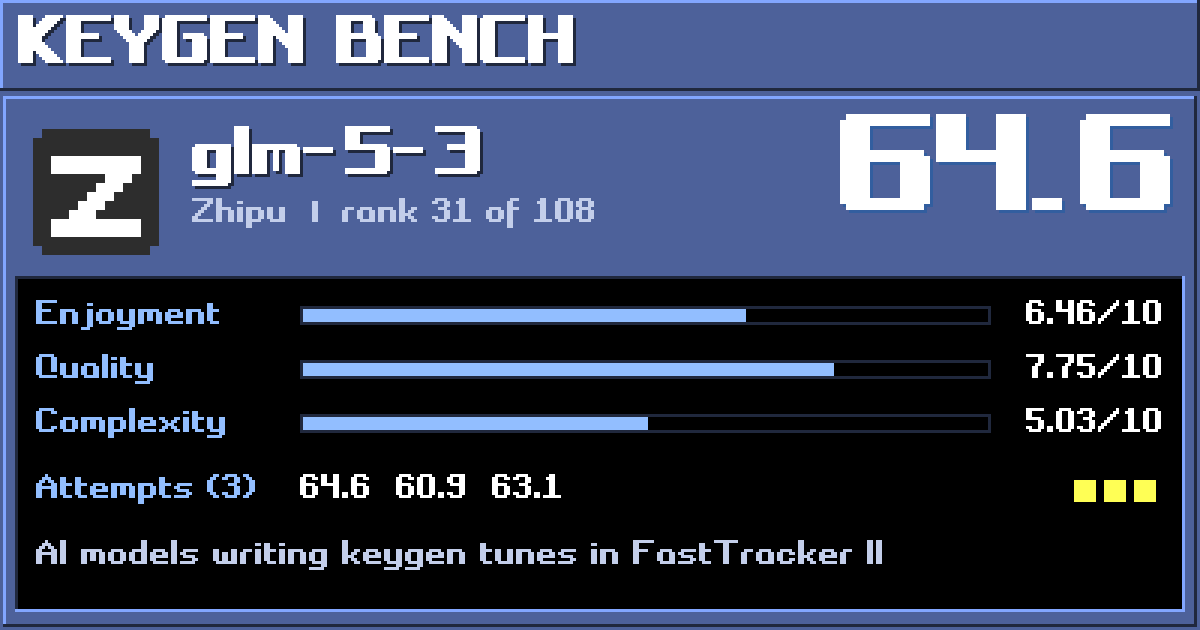 KEYGEN BENCH
Z
glm-5-3
64.6
Zhipu | rank 31 of 108
Enjoyment 6.46/10
Quality 7.75/10
Complexity 5.03/10
Attempts (3) 64.6 60.9 63.1
AI models writing keygen tunes in FastTracker II